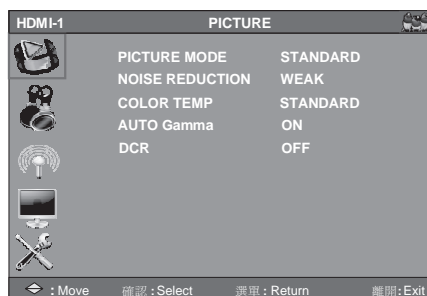 HDMI-1 PICTURE
PICTURE MODE STANDARD
NOISE REDUCTION WEAK
COLOR TEMP STANDARD
AUTO Gamma ON
DCR OFF
: Move 確認 : Select 選單 : Return 離開 : Exit